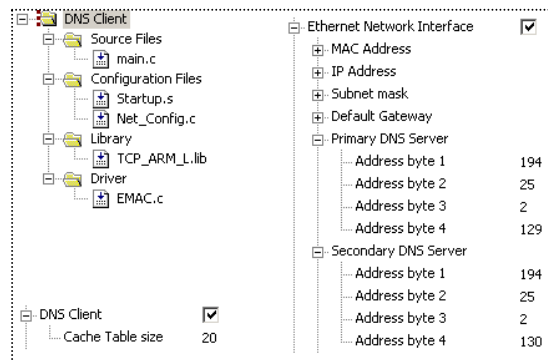 DNS Client
Source Files
main.c
Configuration Files
Startup.s
Net_Config.c
Library
TCP_ARM_L.lib
Driver
EMAC.c
DNS Client
Cache Table size 20
Ethernet Network Interface
MAC Address
IP Address
Subnet mask
Default Gateway
Primary DNS Server
Address byte 1 194
Address byte 2 25
Address byte 3 2
Address byte 4 129
Secondary DNS Server
Address byte 1 194
Address byte 2 25
Address byte 3 2
Address byte 4 130